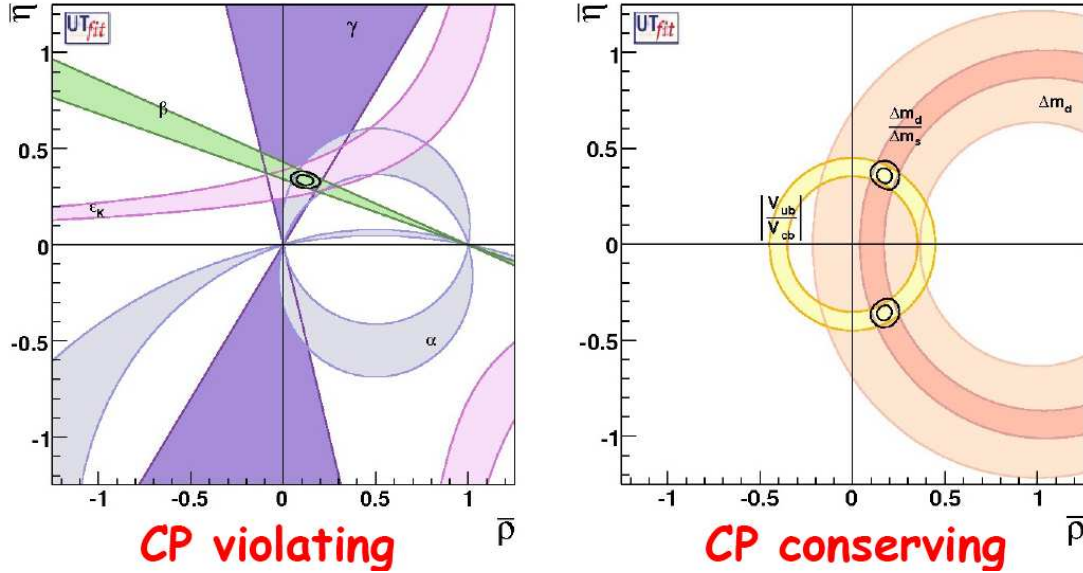 η̅
UTfit
γ
1
β
0.5
ε_K
0
-0.5
α
-1
-1 -0.5 0 0.5 1
ρ̅
CP violating
η̅
UTfit
1
Δm_d
Δm_d
Δm_s
0.5
|V_ub
V_cb|
0
-0.5
-1
-1 -0.5 0 0.5 1
ρ̅
CP conserving